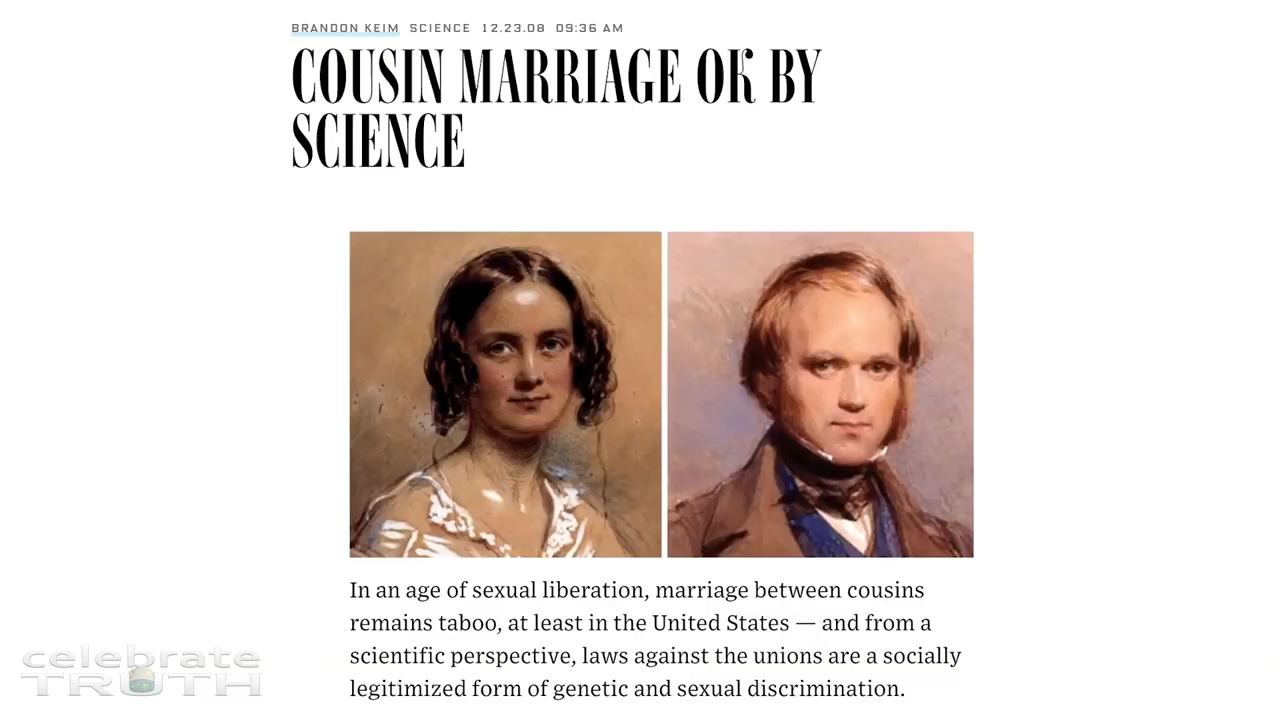 BRANDON KEIM SCIENCE 12.23.08 09:36 AM
COUSIN MARRIAGE OK BY
SCIENCE
In an age of sexual liberation, marriage between cousins
remains taboo, at least in the United States — and from a
scientific perspective, laws against the unions are a socially
legitimized form of genetic and sexual discrimination.
celebrate
TRUTH